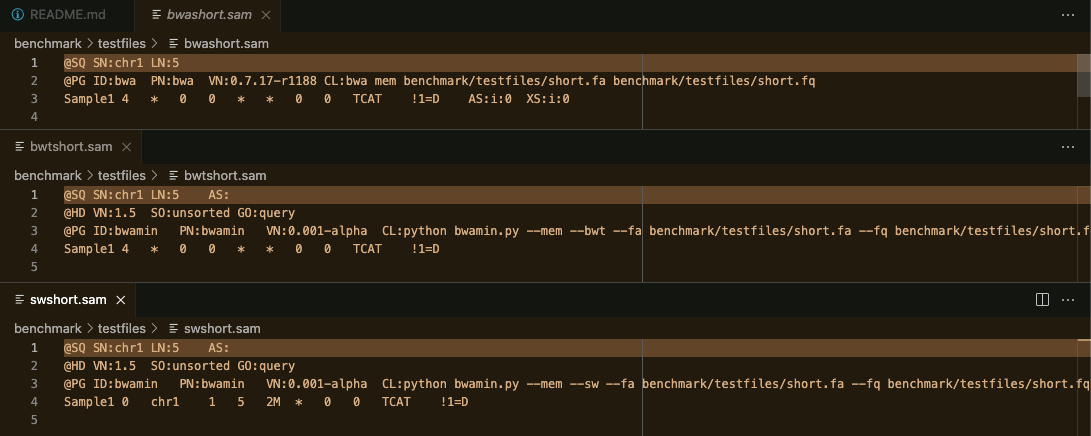 README.md bwashort.sam
benchmark > testfiles > bwashort.sam
1 @SQ SN:chr1 LN:5
2 @PG ID:bwa PN:bwa VN:0.7.17-r1188 CL:bwa mem benchmark/testfiles/short.fa benchmark/testfiles/short.fq
3 Sample1 4 * 0 0 * * 0 0 TCAT !1=D AS:i:0 XS:i:0
4
bwtshort.sam
benchmark > testfiles > bwtshort.sam
1 @SQ SN:chr1 LN:5 AS:
2 @HD VN:1.5 SO:unsorted GO:query
3 @PG ID:bwamin PN:bwamin VN:0.001-alpha CL:python bwamin.py --mem --bwt --fa benchmark/testfiles/short.fa --fq benchmark/testfiles/short.f
4 Sample1 4 * 0 0 * * 0 0 TCAT !1=D
5
swshort.sam
benchmark > testfiles > swshort.sam
1 @SQ SN:chr1 LN:5 AS:
2 @HD VN:1.5 SO:unsorted GO:query
3 @PG ID:bwamin PN:bwamin VN:0.001-alpha CL:python bwamin.py --mem --sw --fa benchmark/testfiles/short.fa --fq benchmark/testfiles/short.fq
4 Sample1 0 chr1 1 5 2M * 0 0 TCAT !1=D
5